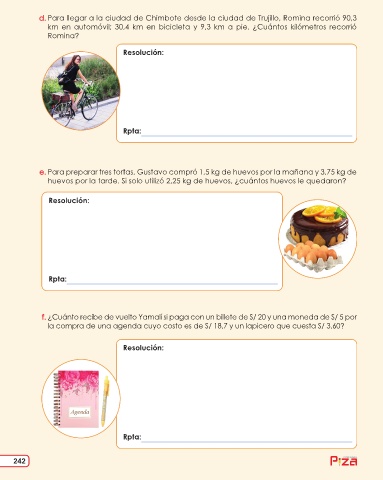 d. Para llegar a la ciudad de Chimbote desde la ciudad de Trujillo, Romina recorrió 90,3
km en automóvil; 30,4 km en bicicleta y 9,3 km a pie. ¿Cuántos kilómetros recorrió
Romina?
Resolución:
Rpta:
e. Para preparar tres tortas, Gustavo compró 1,5 kg de huevos por la mañana y 3,75 kg de
huevos por la tarde. Si solo utilizó 2,25 kg de huevos, ¿cuántos huevos le quedaron?
Resolución:
Rpta:
f. ¿Cuánto recibe de vuelto Yamali si paga con un billete de S/ 20 y una moneda de S/ 5 por
la compra de una agenda cuyo costo es de S/ 18,7 y un lapicero que cuesta S/ 3,60?
Resolución:
Agenda
Rpta:
242